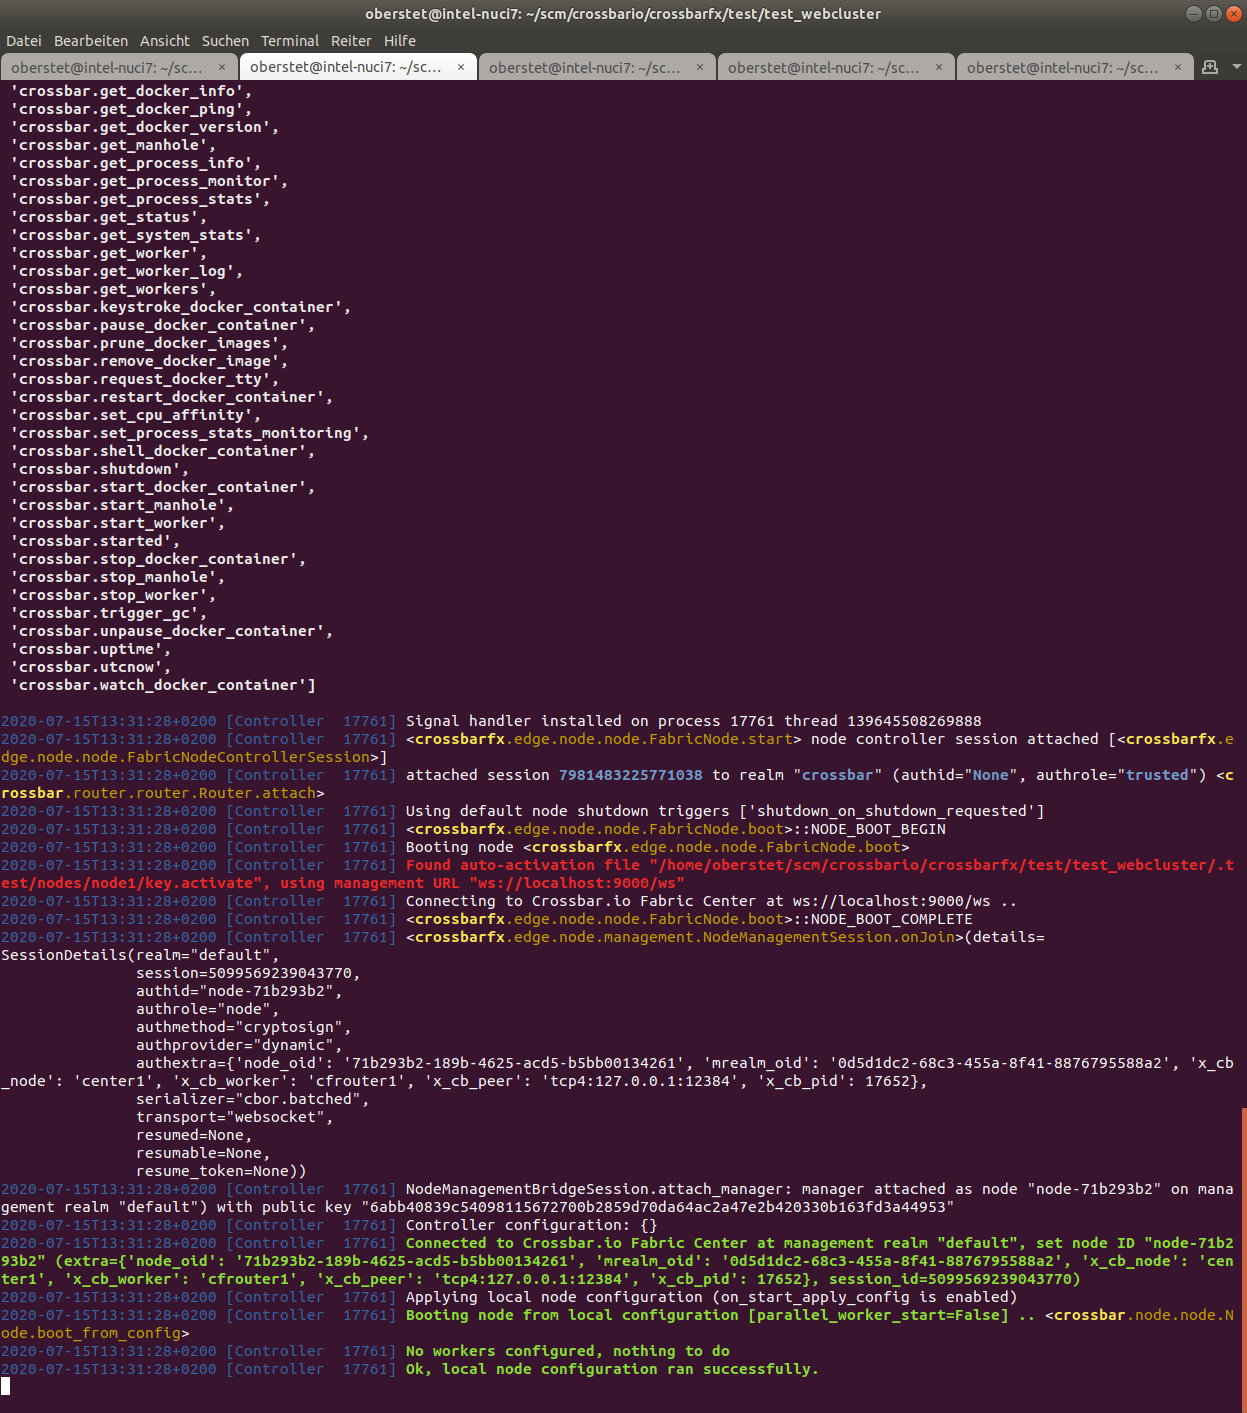 oberstet@intel-nuci7: ~/scm/crossbario/crossbarfx/test/test_webcluster
Datei Bearbeiten Ansicht Suchen Terminal Reiter Hilfe
oberstet@intel-nuci7: ~/sc... × oberstet@intel-nuci7: ~/sc... × oberstet@intel-nuci7: ~/sc... × oberstet@intel-nuci7: ~/sc... × oberstet@intel-nuci7: ~/sc... ×
'crossbar.get_docker_info',
'crossbar.get_docker_ping',
'crossbar.get_docker_version',
'crossbar.get_manhole',
'crossbar.get_process_info',
'crossbar.get_process_monitor',
'crossbar.get_process_stats',
'crossbar.get_status',
'crossbar.get_system_stats',
'crossbar.get_worker',
'crossbar.get_worker_log',
'crossbar.get_workers',
'crossbar.keystroke_docker_container',
'crossbar.pause_docker_container',
'crossbar.prune_docker_images',
'crossbar.remove_docker_image',
'crossbar.request_docker_tty',
'crossbar.restart_docker_container',
'crossbar.set_cpu_affinity',
'crossbar.set_process_stats_monitoring',
'crossbar.shell_docker_container',
'crossbar.shutdown',
'crossbar.start_docker_container',
'crossbar.start_manhole',
'crossbar.start_worker',
'crossbar.started',
'crossbar.stop_docker_container',
'crossbar.stop_manhole',
'crossbar.stop_worker',
'crossbar.trigger_gc',
'crossbar.unpause_docker_container',
'crossbar.uptime',
'crossbar.utcnow',
'crossbar.watch_docker_container']
2020-07-15T13:31:28+0200 [Controller  17761] Signal handler installed on process 17761 thread 139645508269888
2020-07-15T13:31:28+0200 [Controller  17761] <crossbarfx.edge.node.node.FabricNode.start> node controller session attached [<crossbarfx.e
dge.node.node.FabricNodeControllerSession>]
2020-07-15T13:31:28+0200 [Controller  17761] attached session 7981483225771038 to realm "crossbar" (authid="None", authrole="trusted") <c
rossbar.router.router.Router.attach>
2020-07-15T13:31:28+0200 [Controller  17761] Using default node shutdown triggers ['shutdown_on_shutdown_requested']
2020-07-15T13:31:28+0200 [Controller  17761] <crossbarfx.edge.node.node.FabricNode.boot>::NODE_BOOT_BEGIN
2020-07-15T13:31:28+0200 [Controller  17761] Booting node <crossbarfx.edge.node.node.FabricNode.boot>
2020-07-15T13:31:28+0200 [Controller  17761] Found auto-activation file "/home/oberstet/scm/crossbario/crossbarfx/test/test_webcluster/.t
est/nodes/node1/key.activate", using management URL "ws://localhost:9000/ws"
2020-07-15T13:31:28+0200 [Controller  17761] Connecting to Crossbar.io Fabric Center at ws://localhost:9000/ws ..
2020-07-15T13:31:28+0200 [Controller  17761] <crossbarfx.edge.node.node.FabricNode.boot>::NODE_BOOT_COMPLETE
2020-07-15T13:31:28+0200 [Controller  17761] <crossbarfx.edge.node.management.NodeManagementSession.onJoin>(details=
SessionDetails(realm="default",
session=5099569239043770,
authid="node-71b293b2",
authrole="node",
authmethod="cryptosign",
authprovider="dynamic",
authextra={'node_oid': '71b293b2-189b-4625-acd5-b5bb00134261', 'mrealm_oid': '0d5d1dc2-68c3-455a-8f41-8876795588a2', 'x_cb
_node': 'center1', 'x_cb_worker': 'cfrouter1', 'x_cb_peer': 'tcp4:127.0.0.1:12384', 'x_cb_pid': 17652},
serializer="cbor.batched",
transport="websocket",
resumed=None,
resumable=None,
resume_token=None))
2020-07-15T13:31:28+0200 [Controller  17761] NodeManagementBridgeSession.attach_manager: manager attached as node "node-71b293b2" on mana
gement realm "default") with public key "6abb40839c54098115672700b2859d70da64ac2a47e2b420330b163fd3a44953"
2020-07-15T13:31:28+0200 [Controller  17761] Controller configuration: {}
2020-07-15T13:31:28+0200 [Controller  17761] Connected to Crossbar.io Fabric Center at management realm "default", set node ID "node-71b2
93b2" (extra={'node_oid': '71b293b2-189b-4625-acd5-b5bb00134261', 'mrealm_oid': '0d5d1dc2-68c3-455a-8f41-8876795588a2', 'x_cb_node': 'cen
ter1', 'x_cb_worker': 'cfrouter1', 'x_cb_peer': 'tcp4:127.0.0.1:12384', 'x_cb_pid': 17652}, session_id=5099569239043770)
2020-07-15T13:31:28+0200 [Controller  17761] Applying local node configuration (on_start_apply_config is enabled)
2020-07-15T13:31:28+0200 [Controller  17761] Booting node from local configuration [parallel_worker_start=False] .. <crossbar.node.node.N
ode.boot_from_config>
2020-07-15T13:31:28+0200 [Controller  17761] No workers configured, nothing to do
2020-07-15T13:31:28+0200 [Controller  17761] Ok, local node configuration ran successfully.